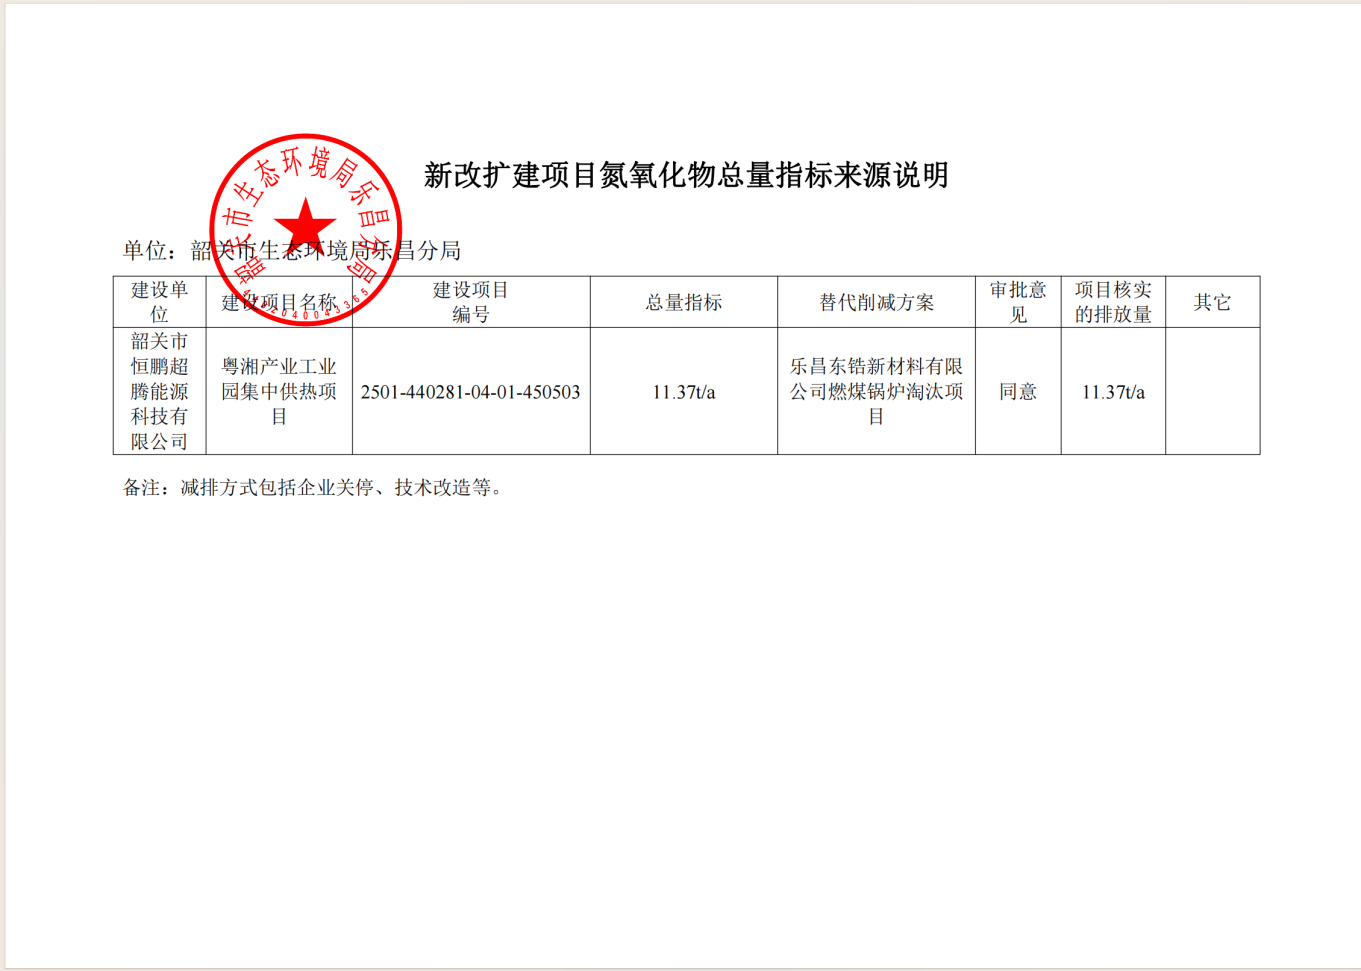 新改扩建项目氮氧化物总量指标来源说明
韶关市生态环境局乐昌分局
单位：韶关市生态环境局乐昌分局
建设单
位
建设项目名称
建设项目
编号
总量指标
替代削减方案
审批意
见
项目核实
的排放量
其它
韶关市
恒鹏超
腾能源
科技有
限公司
粤湘产业工业
园集中供热项
目
2501-440281-04-01-450503
11.37t/a
乐昌东锆新材料有限
公司燃煤锅炉淘汰项
目
同意
11.37t/a
备注：减排方式包括企业关停、技术改造等。